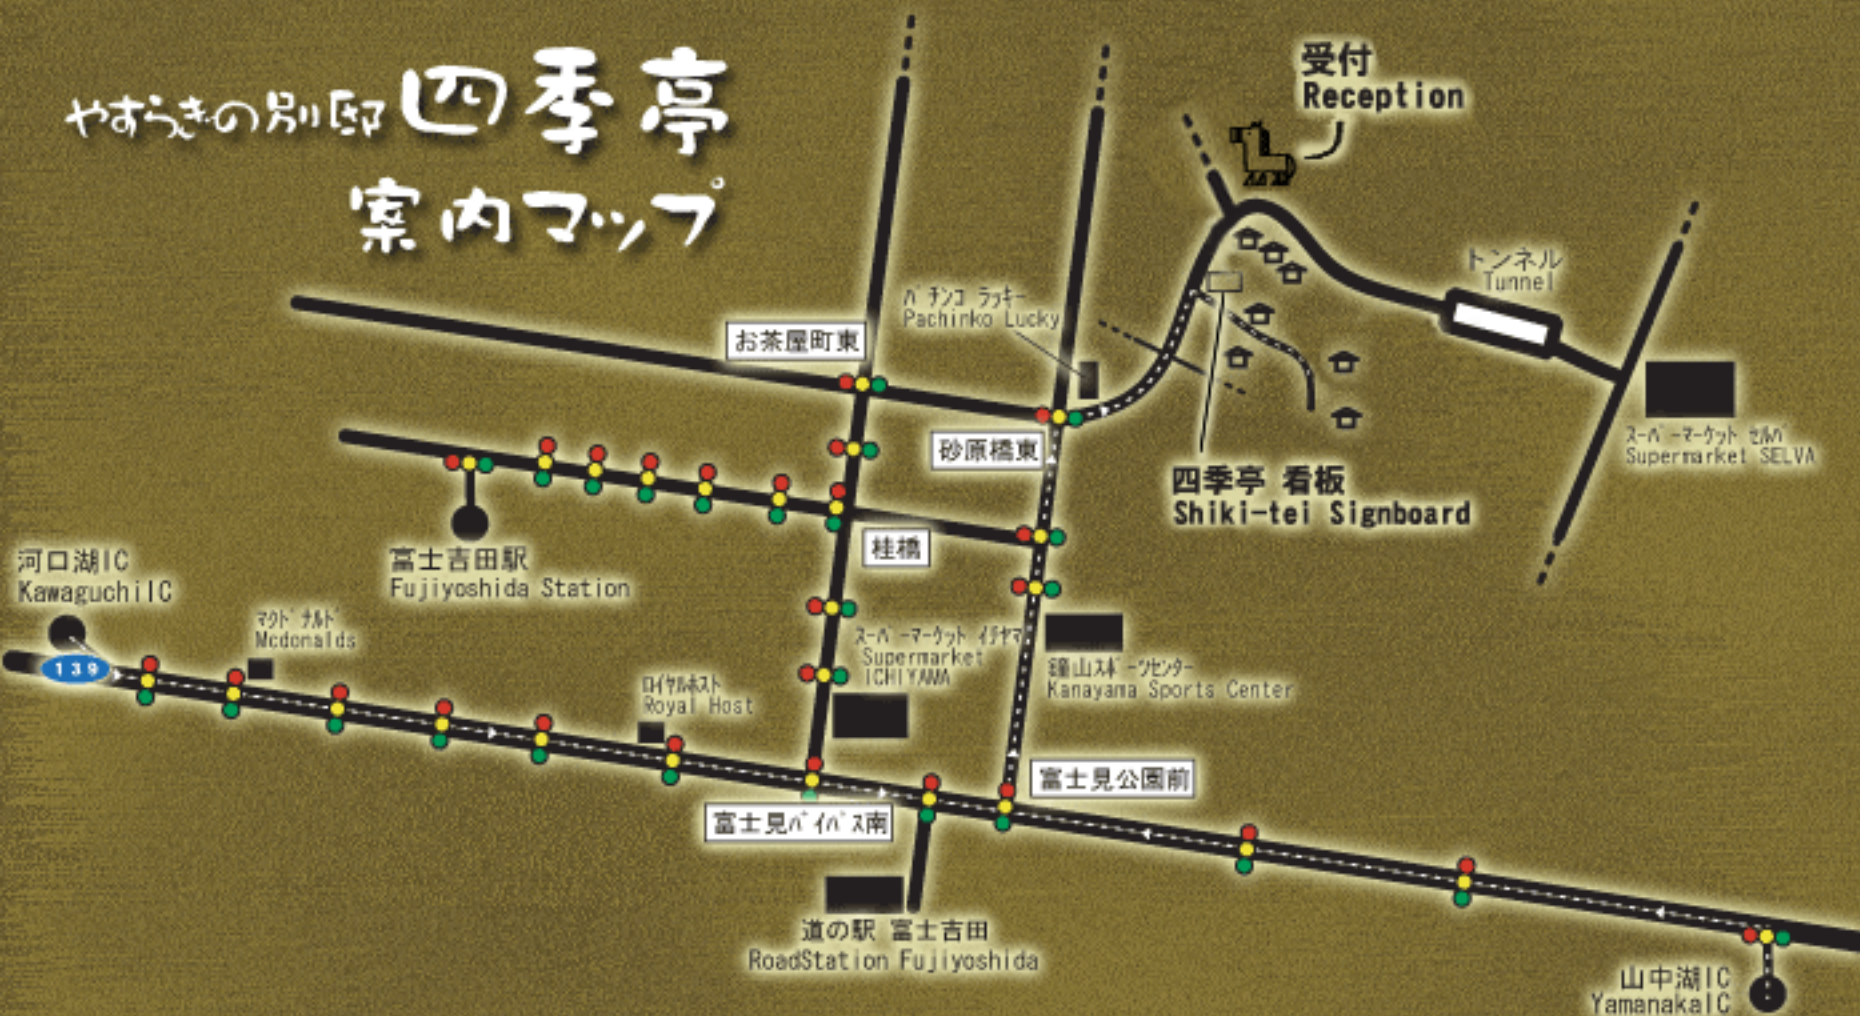 やすらぎの別邸 四季亭
案内マップ
受付
Reception
トンネル
Tunnel
パチンコ ラッキー
Pachinko Lucky
お茶屋町東
砂原橋東
スーパーマーケット セルバ
Supermarket SELVA
四季亭 看板
Shiki-tei Signboard
桂橋
富士吉田駅
Fujiyoshida Station
河口湖IC
KawaguchiIC
139
マクドナルド
Mcdonalds
スーパーマーケット イチヤマ
Supermarket
ICHIYAMA
鐘山スポーツセンター
Kanayama Sports Center
ロイヤルホスト
Royal Host
富士見公園前
富士見バイパス南
道の駅 富士吉田
RoadStation Fujiyoshida
山中湖IC
YamanakaIC